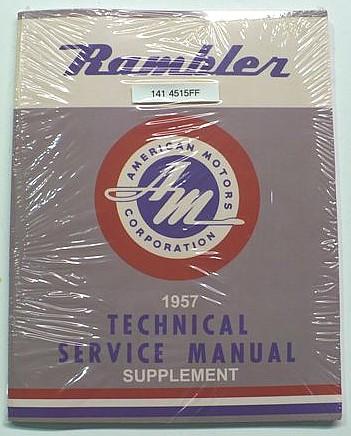 Rambler
141 4515FF
AMERICAN MOTORS
AM
CORPORATION
1957
TECHNICAL
SERVICE MANUAL
SUPPLEMENT